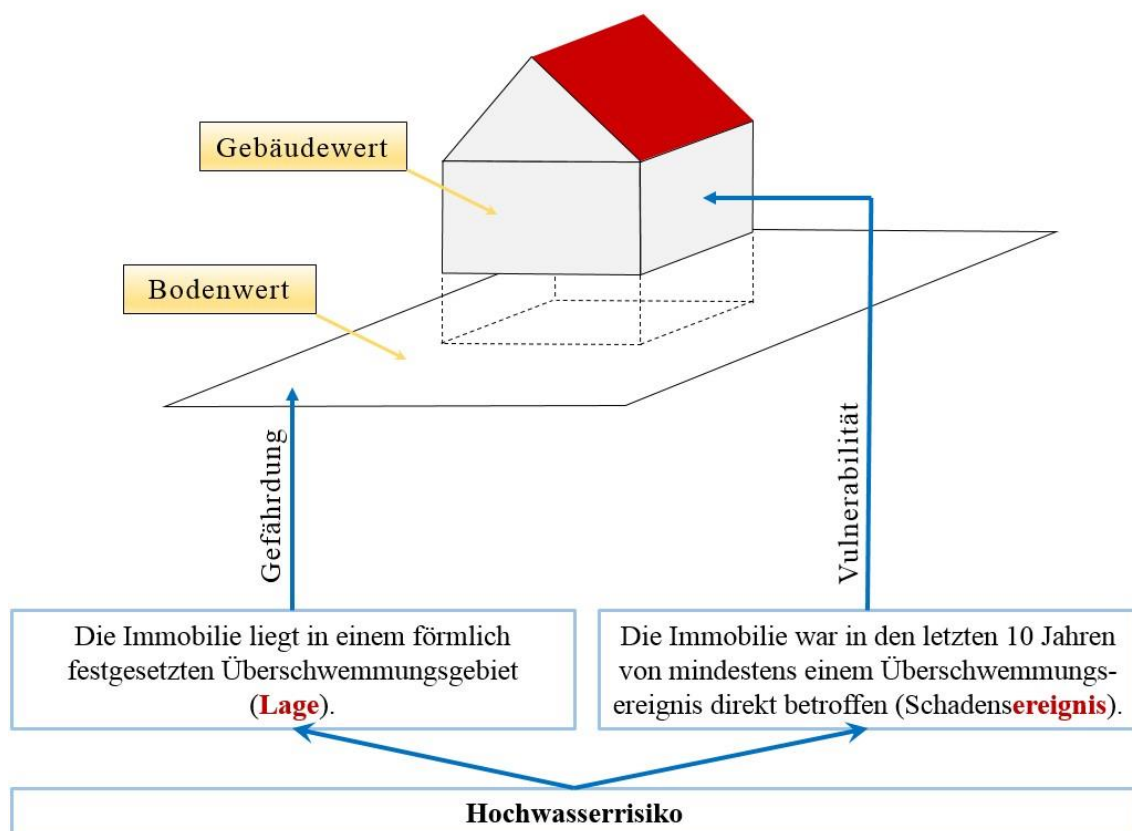 Gebäudewert
Bodenwert
Gefährdung
Vulnerabilität
Die Immobilie liegt in einem förmlich
festgesetzten Überschwemmungsgebiet
(Lage).
Die Immobilie war in den letzten 10 Jahren
von mindestens einem Überschwemmungs-
ereignis direkt betroffen (Schadensereignis).
Hochwasserrisiko